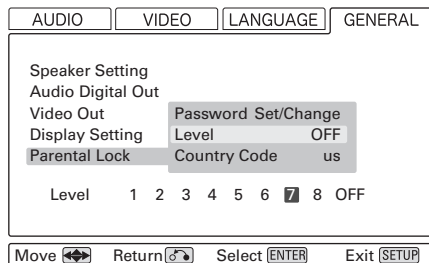 AUDIO VIDEO LANGUAGE GENERAL
Speaker Setting
Audio Digital Out
Video Out Password Set/Change
Display Setting Level OFF
Parental Lock Country Code us
Level 1 2 3 4 5 6 7 8 OFF
Move Return Select ENTER Exit SETUP